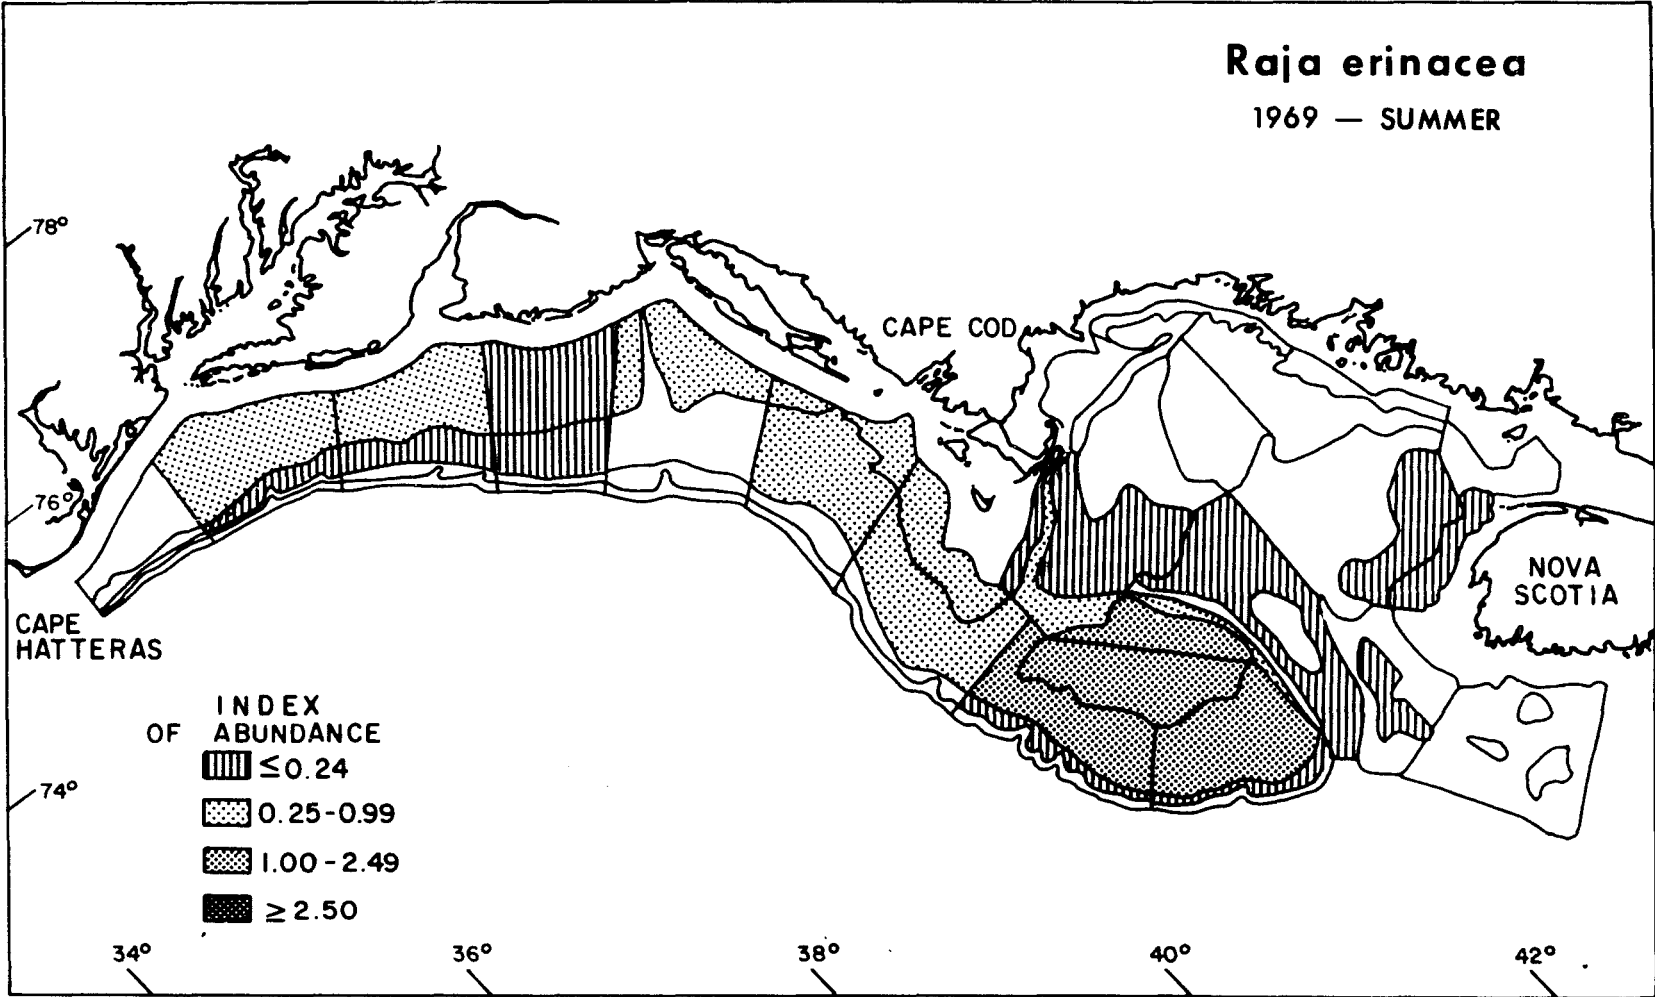 Raja erinacea
1969 — SUMMER
78°
CAPE COD
76°
NOVA
SCOTIA
CAPE
HATTERAS
INDEX
OF ABUNDANCE
≤0.24
74°
0.25-0.99
1.00-2.49
≥2.50
34°
36°
38°
40°
42°